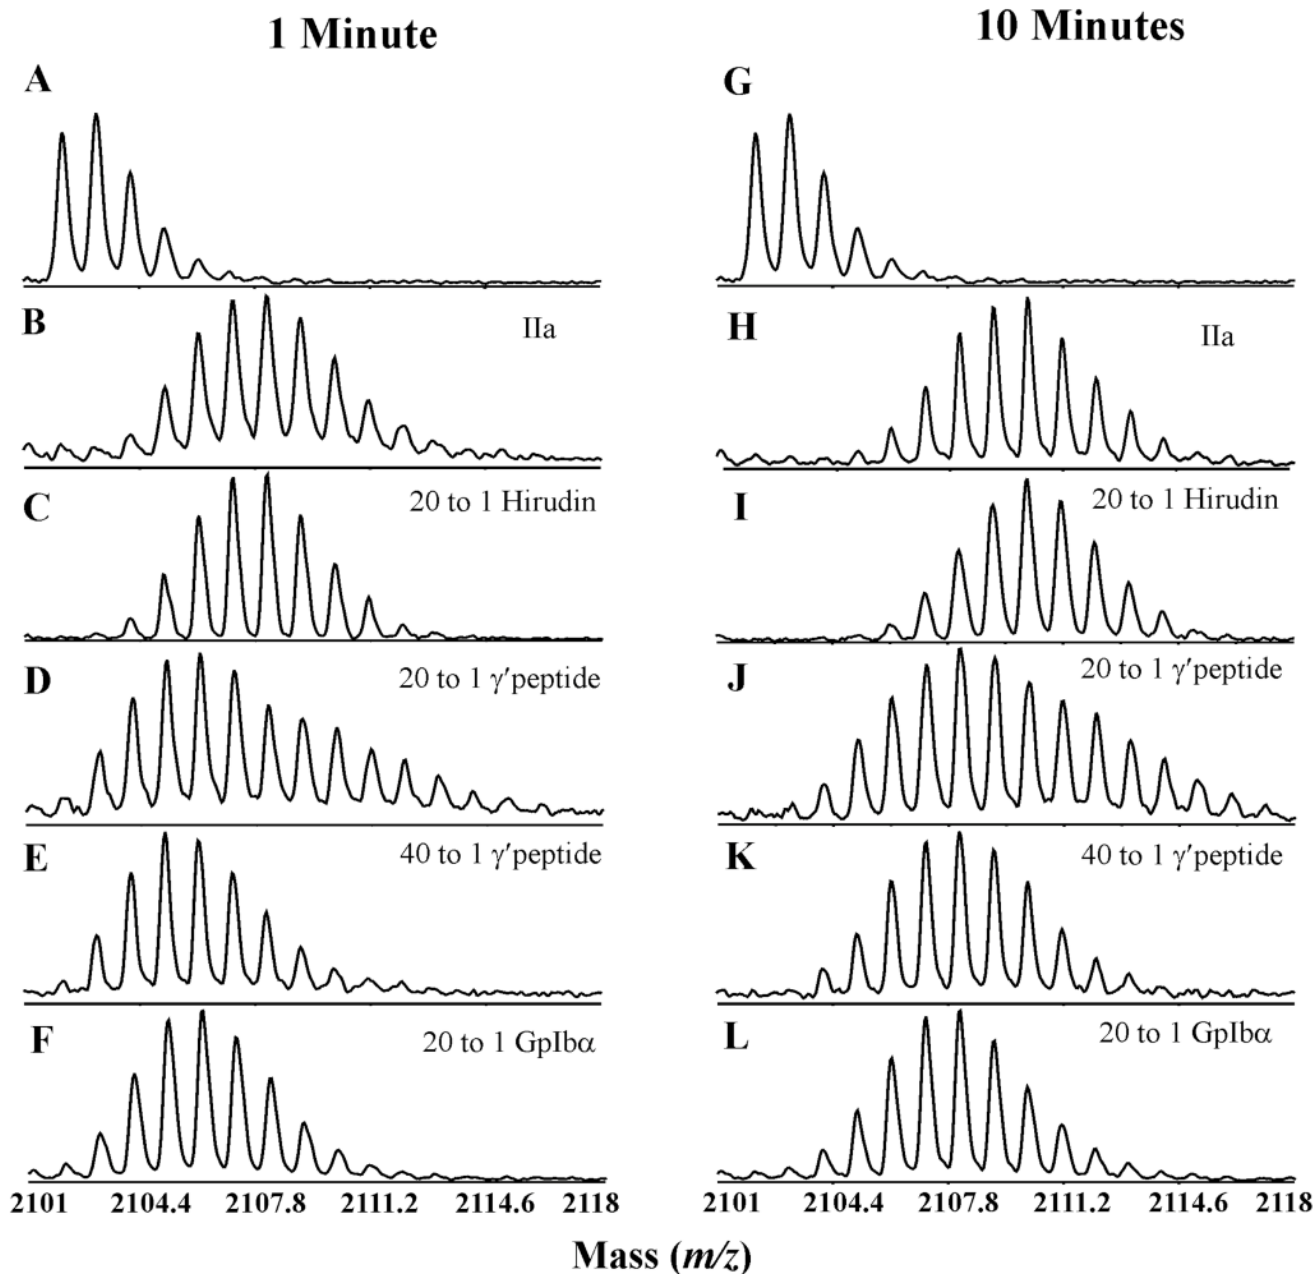 1 Minute
10 Minutes
A
G
B
IIa
H
IIa
C
20 to 1 Hirudin
I
20 to 1 Hirudin
D
20 to 1 γ′peptide
J
20 to 1 γ′peptide
E
40 to 1 γ′peptide
K
40 to 1 γ′peptide
F
20 to 1 GpIbα
L
20 to 1 GpIbα
2101 2104.4 2107.8 2111.2 2114.6 2118
2101 2104.4 2107.8 2111.2 2114.6 2118
Mass (m/z)